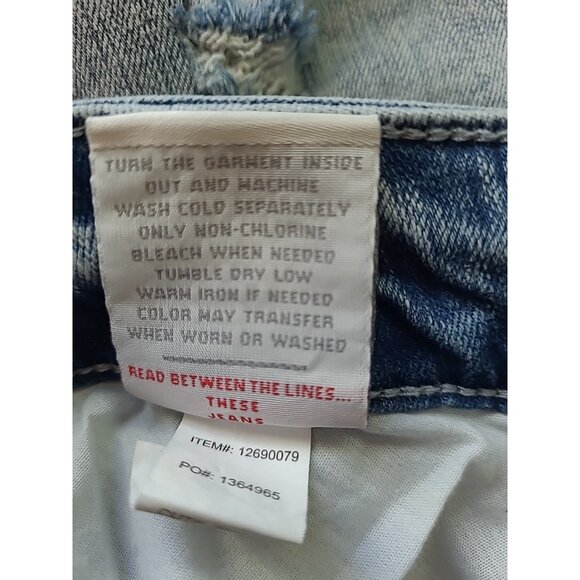 TURN THE GARMENT INSIDE
OUT AND MACHINE
WASH COLD SEPARATELY
ONLY NON-CHLORINE
BLEACH WHEN NEEDED
TUMBLE DRY LOW
WARM IRON IF NEEDED
COLOR MAY TRANSFER
WHEN WORN OR WASHED
READ BETWEEN THE LINES...
THESE
JEANS
ITEM#: 12690079
PO#: 1364965